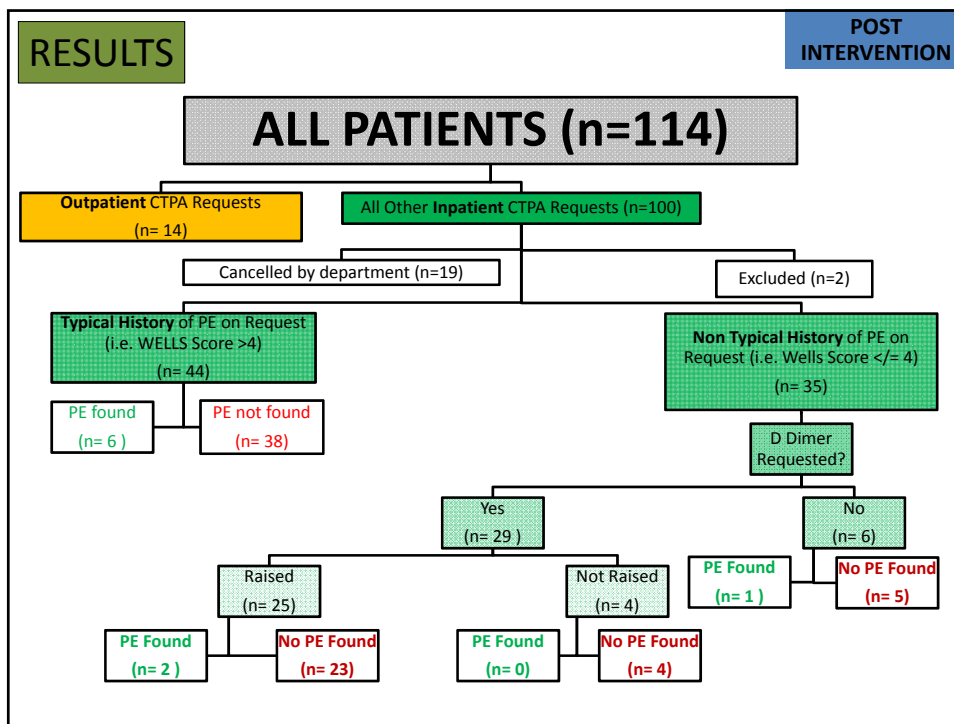 RESULTS
POST
INTERVENTION
ALL PATIENTS (n=114)
Outpatient CTPA Requests
(n= 14)
All Other Inpatient CTPA Requests (n=100)
Cancelled by department (n=19)
Excluded (n=2)
Typical History of PE on Request
(i.e. WELLS Score >4)
(n= 44)
Non Typical History of PE on
Request (i.e. Wells Score </= 4)
(n= 35)
PE found
(n= 6 )
PE not found
(n= 38)
D Dimer
Requested?
Yes
(n= 29 )
No
(n= 6)
PE Found
(n= 1 )
No PE Found
(n= 5)
Raised
(n= 25)
Not Raised
(n= 4)
PE Found
(n= 2 )
No PE Found
(n= 23)
PE Found
(n= 0)
No PE Found
(n= 4)